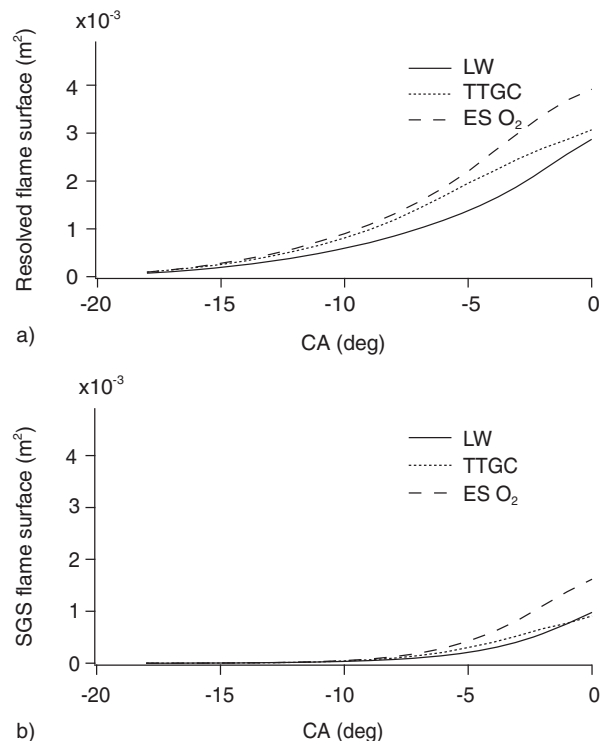 x10⁻³
Resolved flame surface (m²)
4
3
2
1
0
LW
TTGC
ES O₂
-20
-15
-10
-5
0
CA (deg)
a)
x10⁻³
SGS flame surface (m²)
4
3
2
1
0
LW
TTGC
ES O₂
-20
-15
-10
-5
0
CA (deg)
b)